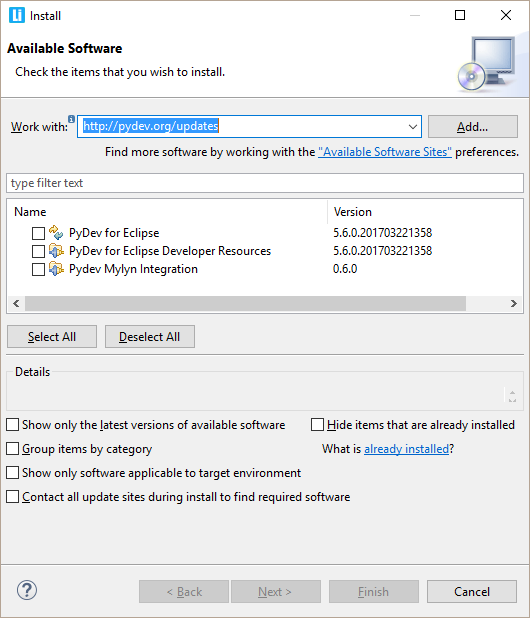 Install
Available Software
Check the items that you wish to install.
Work with: http://pydev.org/updates Add...
Find more software by working with the "Available Software Sites" preferences.
type filter text
Name Version
PyDev for Eclipse 5.6.0.201703221358
PyDev for Eclipse Developer Resources 5.6.0.201703221358
Pydev Mylyn Integration 0.6.0
Select All Deselect All
Details
Show only the latest versions of available software Hide items that are already installed
Group items by category What is already installed?
Show only software applicable to target environment
Contact all update sites during install to find required software
< Back Next > Finish Cancel